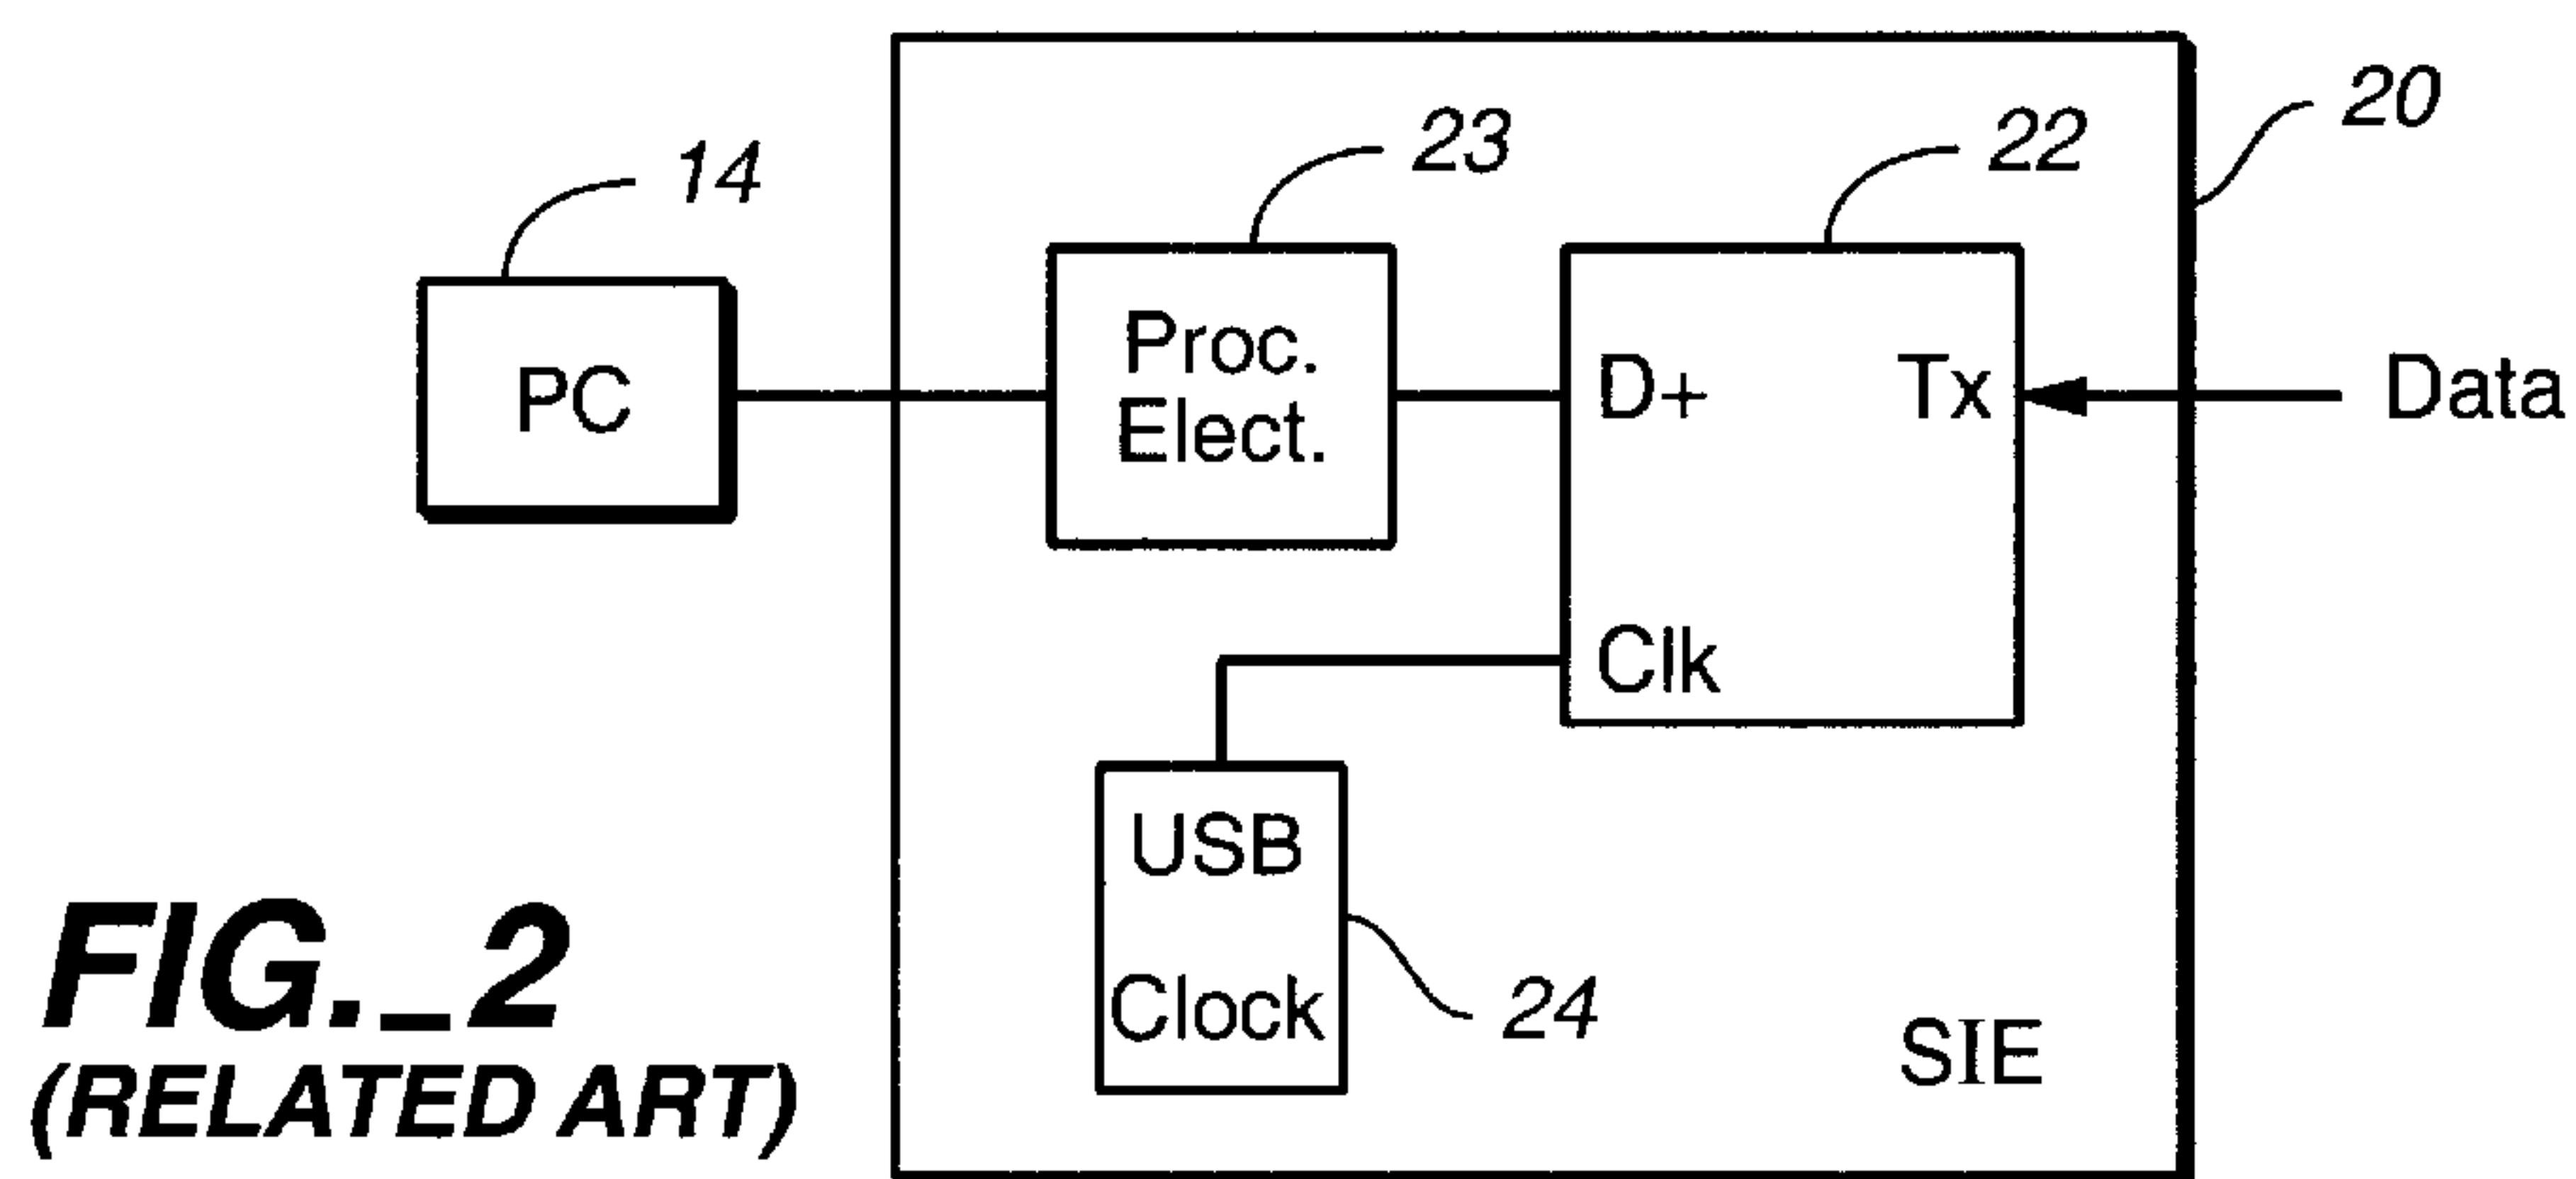 20
23
22
14
Proc.
Elect.
D+
Tx
Data
PC
Clk
USB
Clock
24
SIE
FIG._2
(RELATED ART)